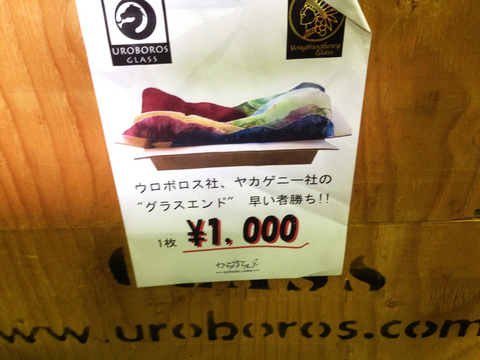 UROBOROS
GLASS
Youghiogheny
Glass
ウロボロス社、ヤカゲニー社の
"グラスエンド" 早い者勝ち!!
1枚 ¥1,000
www.uroboros.com